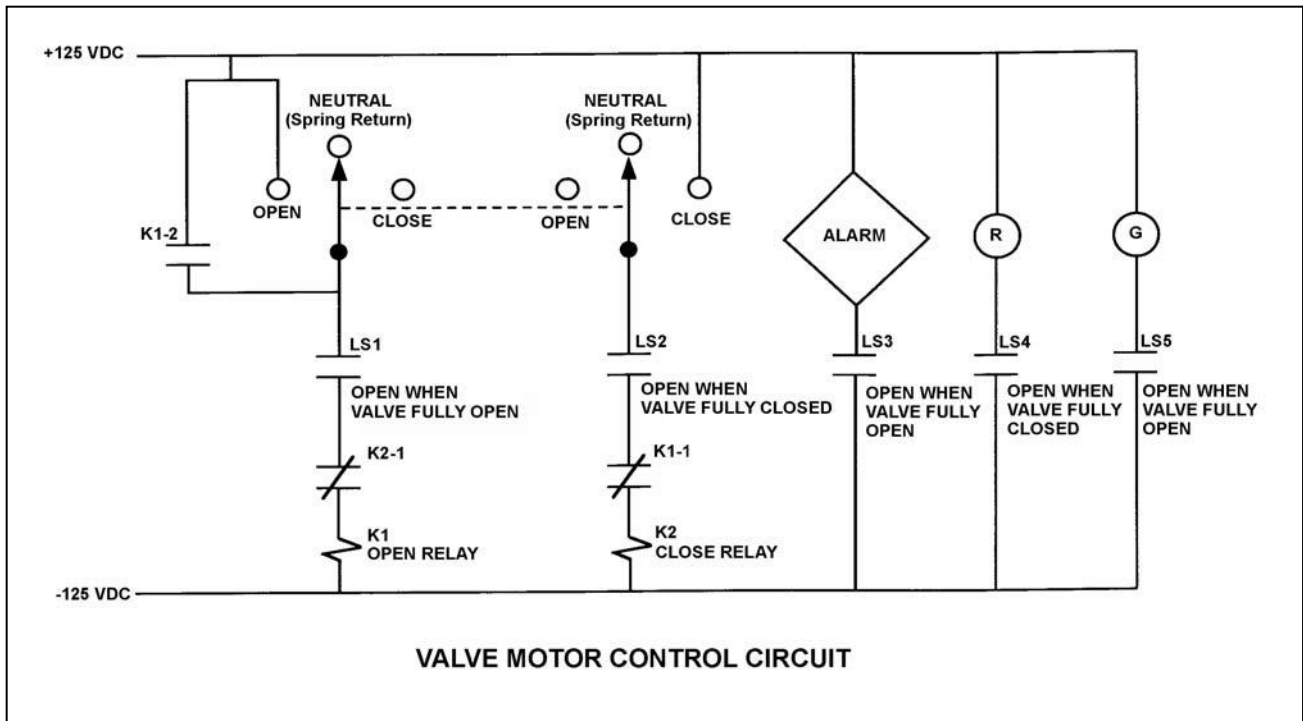 +125 VDC
NEUTRAL
(Spring Return)
NEUTRAL
(Spring Return)
OPEN
CLOSE
OPEN
CLOSE
K1-2
ALARM
R
G
LS1
OPEN WHEN
VALVE FULLY OPEN
LS2
OPEN WHEN
VALVE FULLY CLOSED
LS3
OPEN WHEN
VALVE FULLY
OPEN
LS4
OPEN WHEN
VALVE FULLY
CLOSED
LS5
OPEN WHEN
VALVE FULLY
OPEN
K2-1
K1-1
K1
OPEN RELAY
K2
CLOSE RELAY
-125 VDC
VALVE MOTOR CONTROL CIRCUIT